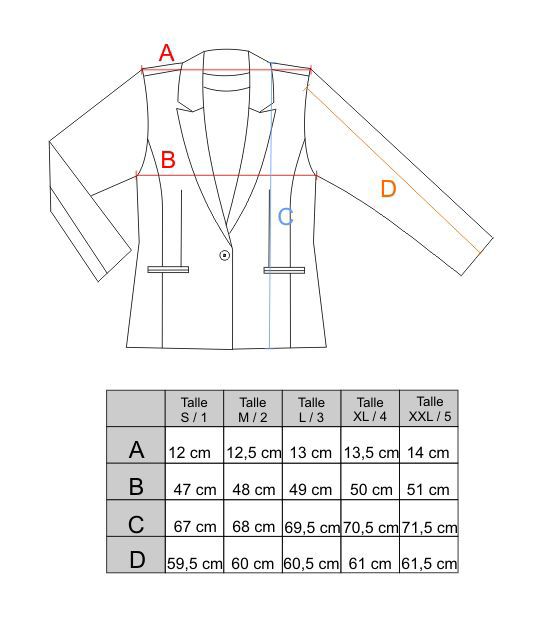 A
B
C
D
Talle S / 1 Talle M / 2 Talle L / 3 Talle XL / 4 Talle XXL / 5
A 12 cm 12,5 cm 13 cm 13,5 cm 14 cm
B 47 cm 48 cm 49 cm 50 cm 51 cm
C 67 cm 68 cm 69,5 cm 70,5 cm 71,5 cm
D 59,5 cm 60 cm 60,5 cm 61 cm 61,5 cm